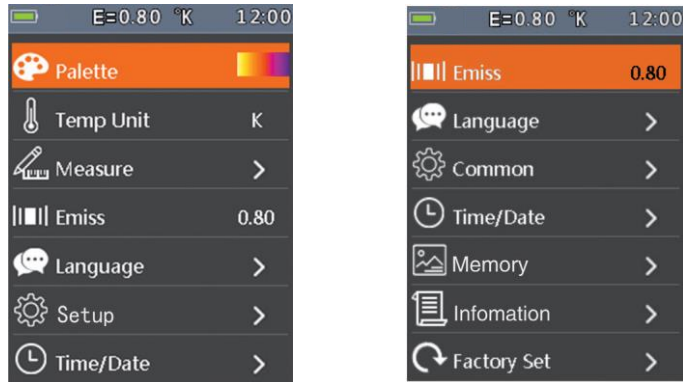 E=0.80 °K 12:00
Palette
Temp Unit K
Measure >
Emiss 0.80
Language >
Setup >
Time/Date >
E=0.80 °K 12:00
Emiss 0.80
Language >
Common >
Time/Date >
Memory >
Infomation >
Factory Set >